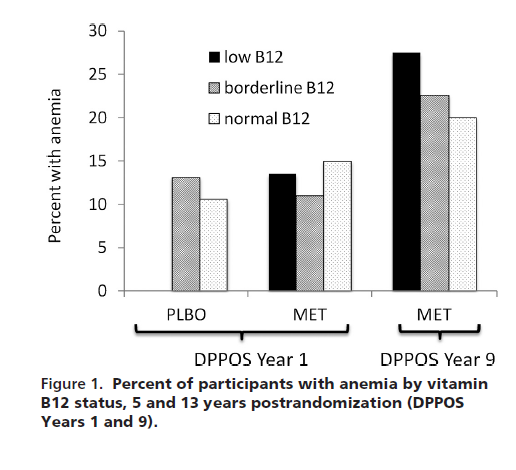 30
25
20
15
10
5
0
Percent with anemia
low B12
borderline B12
normal B12
PLBO MET MET
DPPOS Year 1 DPPOS Year 9
Figure 1. Percent of participants with anemia by vitamin
B12 status, 5 and 13 years postrandomization (DPPOS
Years 1 and 9).